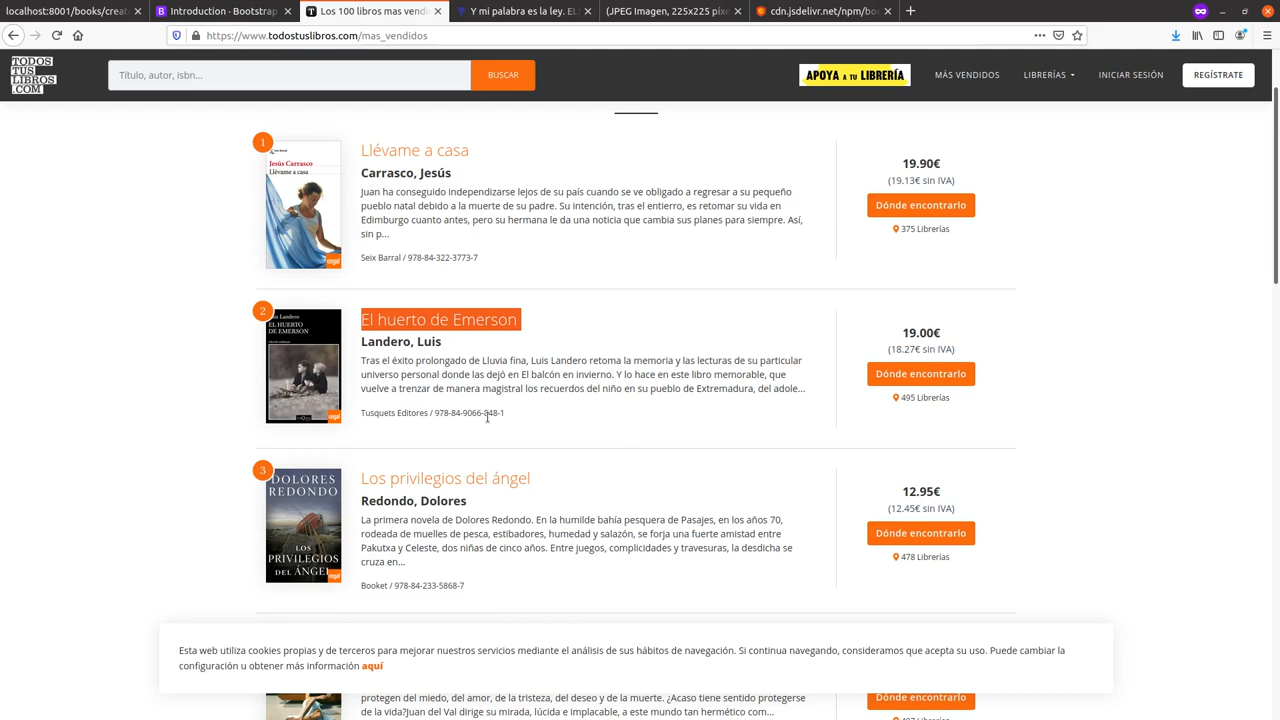 localhost:8001/books/creat
Introduction · Bootstrap
Los 100 libros mas vendi
Y mi palabra es la ley. EL
(JPEG Imagen, 225x225 píxe
cdn.jsdelivr.net/npm/boo
https://www.todostuslibros.com/mas_vendidos
TODOS
TUS
LIBROS
.COM
Título, autor, isbn...
BUSCAR
APOYA A TU LIBRERÍA
MÁS VENDIDOS
LIBRERÍAS
INICIAR SESIÓN
REGÍSTRATE
1
Jesús Carrasco
Llévame a casa
cegal
Llévame a casa
Carrasco, Jesús
Juan ha conseguido independizarse lejos de su país cuando se ve obligado a regresar a su pequeño
pueblo natal debido a la muerte de su padre. Su intención, tras el entierro, es retomar su vida en
Edimburgo cuanto antes, pero su hermana le da una noticia que cambia sus planes para siempre. Así,
sin p...
Seix Barral / 978-84-322-3773-7
19.90€
(19.13€ sin IVA)
Dónde encontrarlo
375 Librerías
2
Luis Landero
EL HUERTO
DE EMERSON
cegal
El huerto de Emerson
Landero, Luis
Tras el éxito prolongado de Lluvia fina, Luis Landero retoma la memoria y las lecturas de su particular
universo personal donde las dejó en El balcón en invierno. Y lo hace en este libro memorable, que
vuelve a trenzar de manera magistral los recuerdos del niño en su pueblo de Extremadura, del adole...
Tusquets Editores / 978-84-9066-848-1
19.00€
(18.27€ sin IVA)
Dónde encontrarlo
495 Librerías
3
DOLORES
REDONDO
LOS
PRIVILEGIOS
DEL ÁNGEL
cegal
Los privilegios del ángel
Redondo, Dolores
La primera novela de Dolores Redondo. En la humilde bahía pesquera de Pasajes, en los años 70,
rodeada de muelles de pesca, estibadores, humedad y salazón, se forja una fuerte amistad entre
Pakutxa y Celeste, dos niñas de cinco años. Entre juegos, complicidades y travesuras, la desdicha se
cruza en...
Booket / 978-84-233-5868-7
12.95€
(12.45€ sin IVA)
Dónde encontrarlo
478 Librerías
Esta web utiliza cookies propias y de terceros para mejorar nuestros servicios mediante el análisis de sus hábitos de navegación. Si continua navegando, consideramos que acepta su uso. Puede cambiar la
configuración u obtener más información aquí
protegen del miedo, del amor, de la tristeza, del deseo y de la muerte. ¿Acaso tiene sentido protegerse
de la vida?Juan del Val dirige su mirada, lúcida e implacable, a este mundo tan hermético com...
Dónde encontrarlo